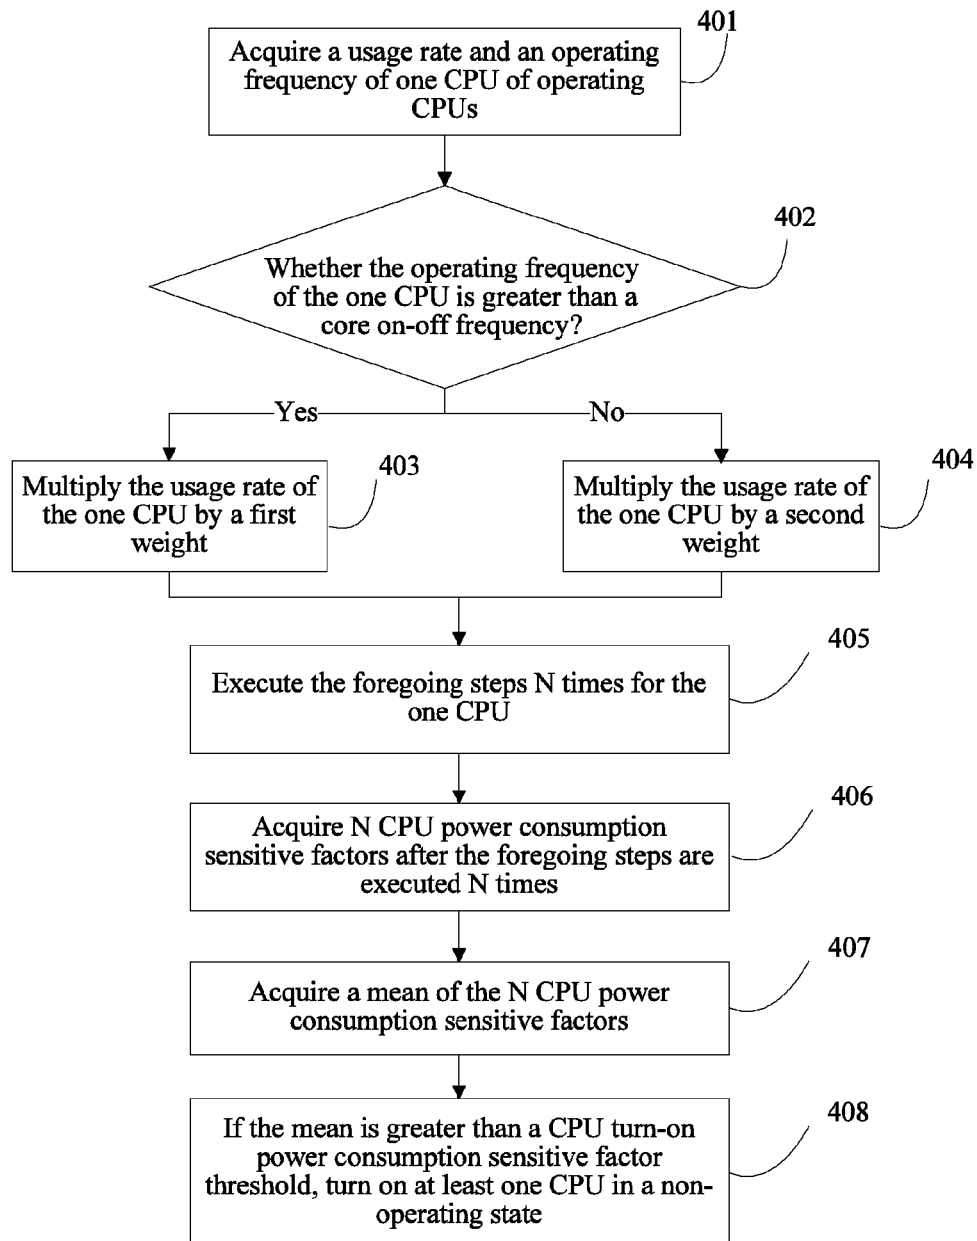 401
Acquire a usage rate and an operating
frequency of one CPU of operating
CPUs
402
Whether the operating frequency
of the one CPU is greater than a
core on-off frequency?
Yes
No
403
Multiply the usage rate of
the one CPU by a first
weight
404
Multiply the usage rate of
the one CPU by a second
weight
405
Execute the foregoing steps N times for the
one CPU
406
Acquire N CPU power consumption
sensitive factors after the foregoing steps are
executed N times
407
Acquire a mean of the N CPU power
consumption sensitive factors
408
If the mean is greater than a CPU turn-on
power consumption sensitive factor
threshold, turn on at least one CPU in a non-
operating state